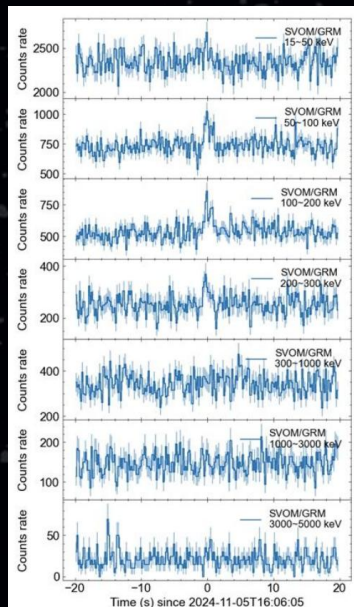 Counts rate
2500
2000
SVOM/GRM
15~50 keV
Counts rate
1000
750
500
SVOM/GRM
50~100 keV
Counts rate
750
500
SVOM/GRM
100~200 keV
Counts rate
400
200
SVOM/GRM
200~300 keV
Counts rate
400
200
SVOM/GRM
300~1000 keV
Counts rate
200
100
SVOM/GRM
1000~3000 keV
Counts rate
50
0
SVOM/GRM
3000~5000 keV
−20 −10 0 10 20
Time (s) since 2024-11-05T16:06:05